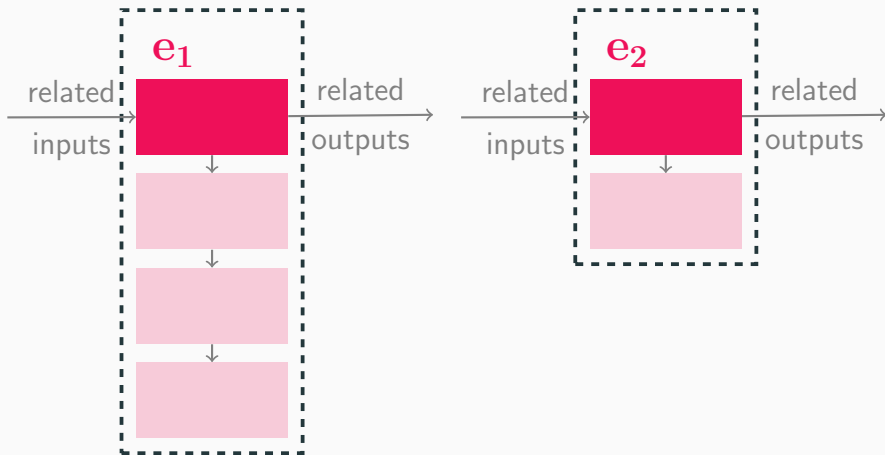 e₁
related
inputs
related
outputs
e₂
related
inputs
related
outputs